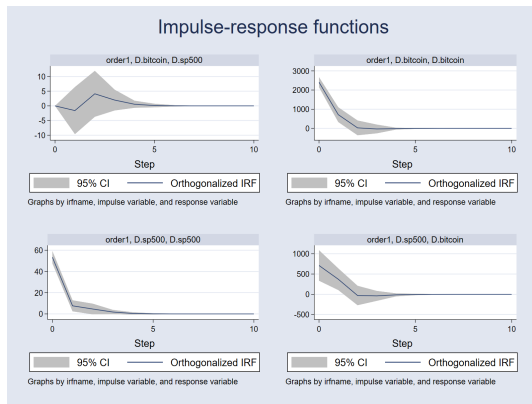 Impulse-response functions
order1, D.bitcoin, D.sp500
10
5
0
-5
-10
0 5 10
Step
95% CI Orthogonalized IRF
Graphs by irfname, impulse variable, and response variable
order1, D.bitcoin, D.bitcoin
3000
2000
1000
0
0 5 10
Step
95% CI Orthogonalized IRF
Graphs by irfname, impulse variable, and response variable
order1, D.sp500, D.sp500
60
40
20
0
0 5 10
Step
95% CI Orthogonalized IRF
Graphs by irfname, impulse variable, and response variable
order1, D.sp500, D.bitcoin
1000
500
0
-500
0 5 10
Step
95% CI Orthogonalized IRF
Graphs by irfname, impulse variable, and response variable